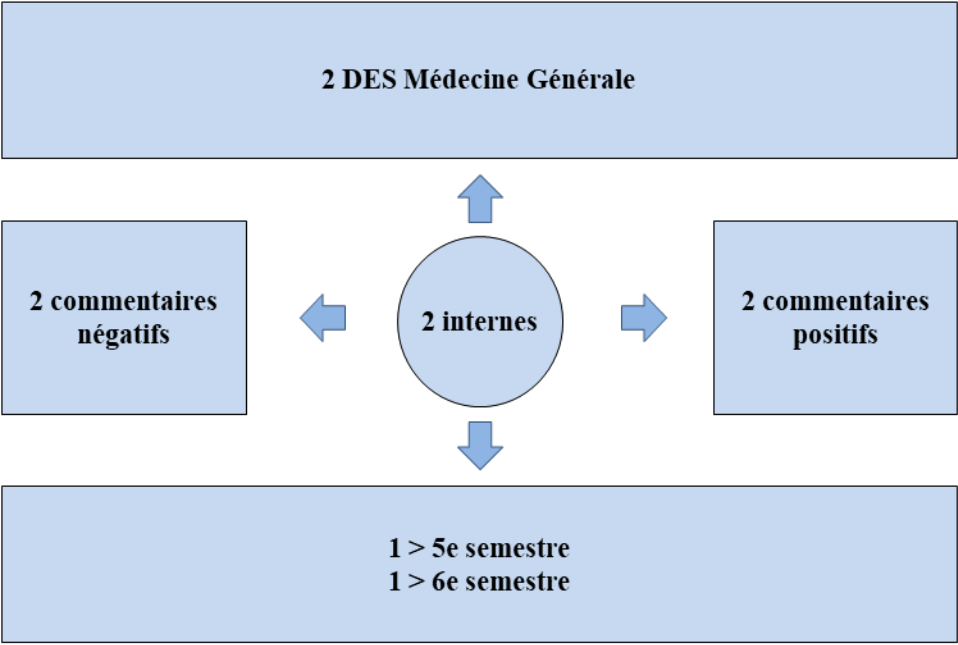 2 DES Médecine Générale
2 commentaires
négatifs
2 internes
2 commentaires
positifs
1 > 5e semestre
1 > 6e semestre